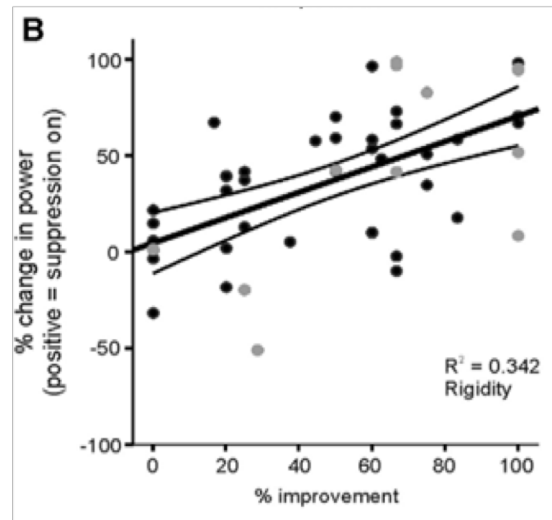 B
% change in power
(positive = suppression on)
100%
50
0
-50
-100
R² = 0.342
Rigidity
0 20 40 60 80 100
% improvement